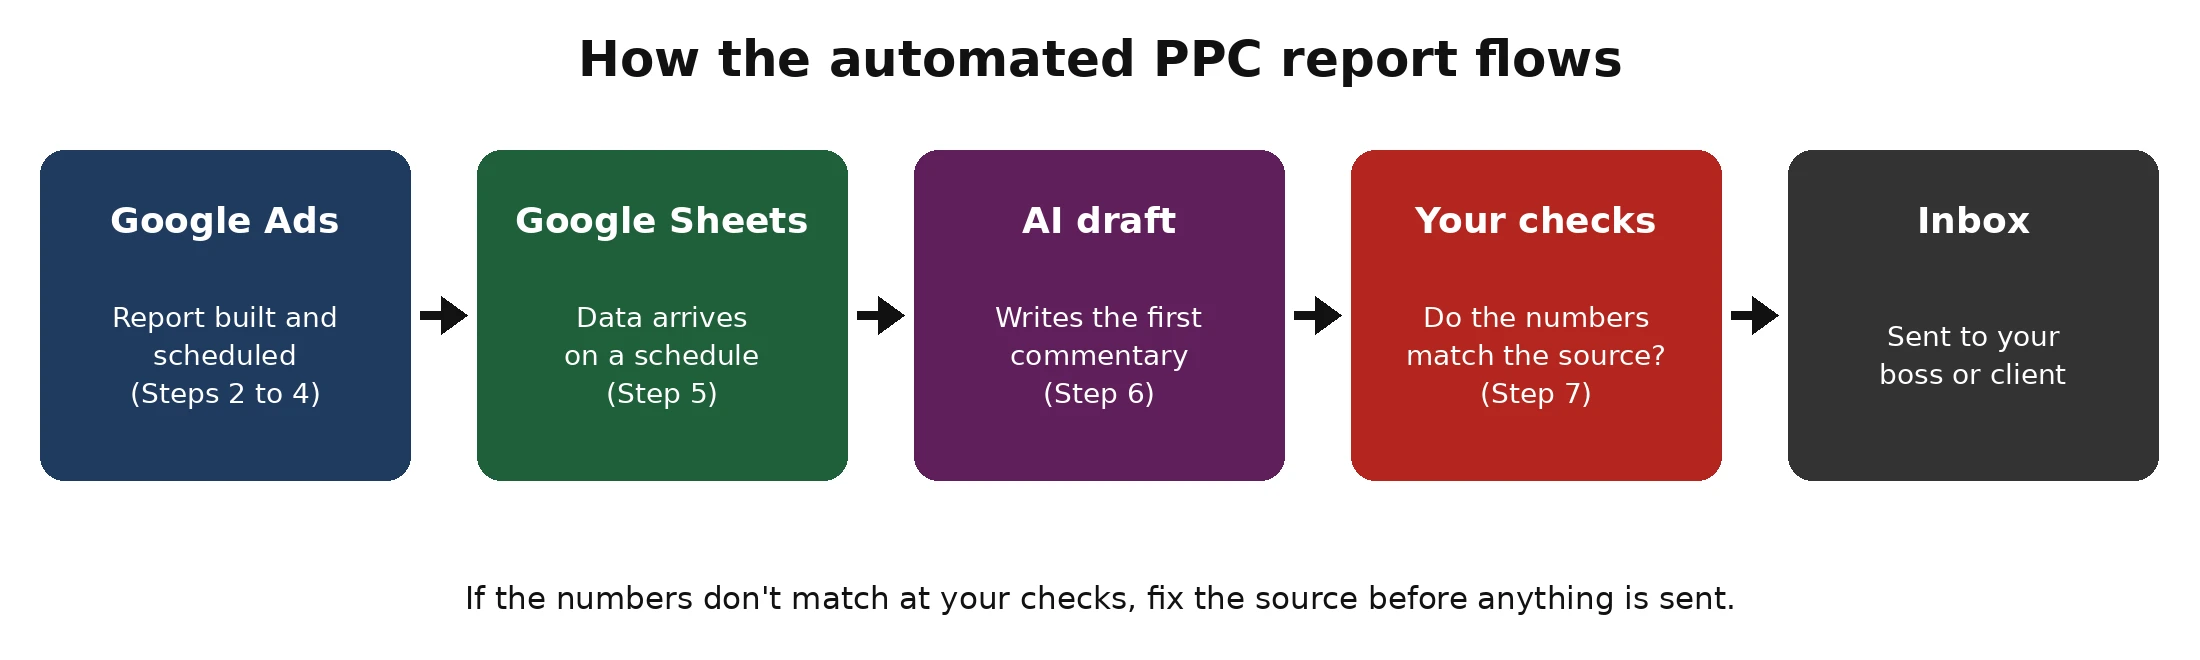 How the automated PPC report flows
Google Ads
Report built and
scheduled
(Steps 2 to 4)
Google Sheets
Data arrives
on a schedule
(Step 5)
AI draft
Writes the first
commentary
(Step 6)
Your checks
Do the numbers
match the source?
(Step 7)
Inbox
Sent to your
boss or client
If the numbers don't match at your checks, fix the source before anything is sent.